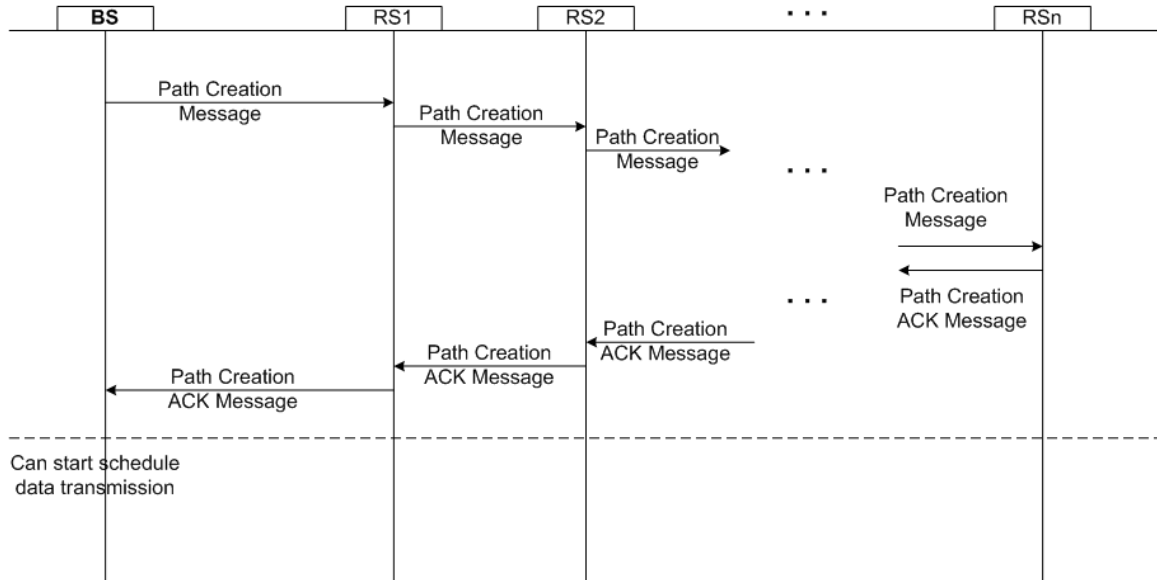 BS
RS1
RS2
. . .
RSn
Path Creation
Message
Path Creation
Message
Path Creation
Message
. . .
Path Creation
Message
Path Creation
ACK Message
. . .
Path Creation
ACK Message
Path Creation
ACK Message
Path Creation
ACK Message
Can start schedule
data transmission